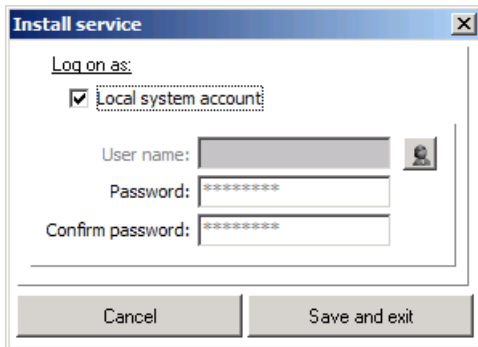 Install service
Log on as:
Local system account
User name:
Password: ********
Confirm password: ********
Cancel Save and exit